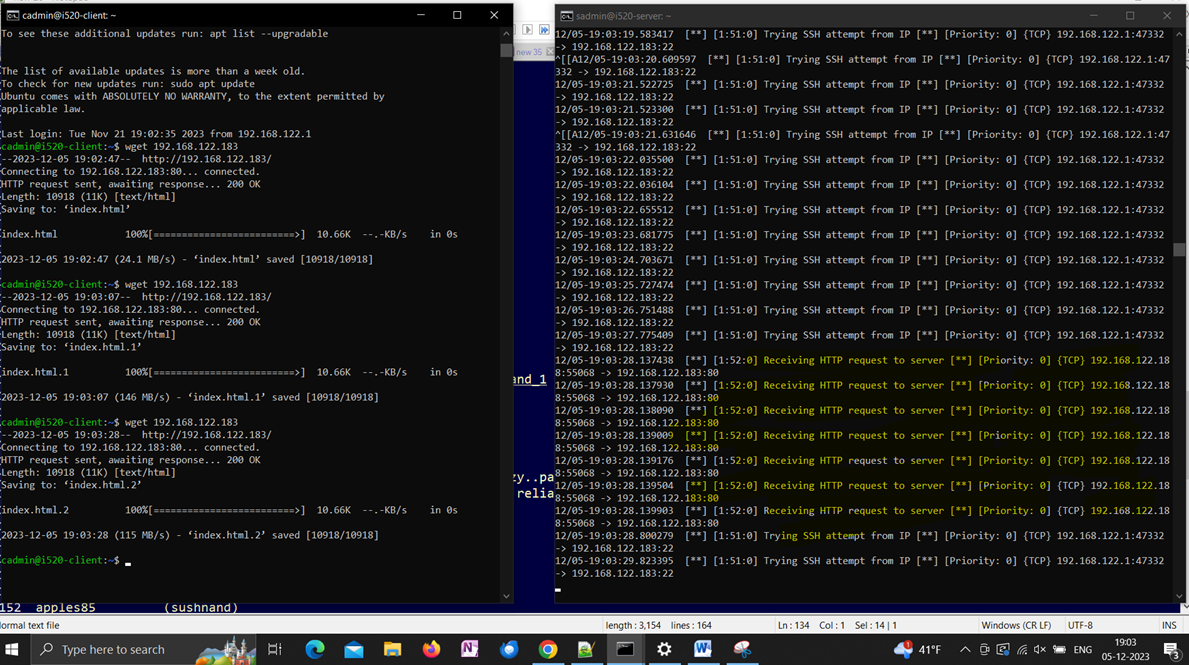 cadmin@i520-client: ~
To see these additional updates run: apt list --upgradable
The list of available updates is more than a week old.
To check for new updates run: sudo apt update
Ubuntu comes with ABSOLUTELY NO WARRANTY, to the extent permitted by
applicable law.
Last login: Tue Nov 21 19:02:35 2023 from 192.168.122.1
cadmin@i520-client:~$ wget 192.168.122.183
--2023-12-05 19:02:47--  http://192.168.122.183/
Connecting to 192.168.122.183:80... connected.
HTTP request sent, awaiting response... 200 OK
Length: 10918 (11K) [text/html]
Saving to: ‘index.html’
index.html 100%[==========================>] 10.66K --.-KB/s in 0s
2023-12-05 19:02:47 (24.1 MB/s) - ‘index.html’ saved [10918/10918]
cadmin@i520-client:~$ wget 192.168.122.183
--2023-12-05 19:03:07--  http://192.168.122.183/
Connecting to 192.168.122.183:80... connected.
HTTP request sent, awaiting response... 200 OK
Length: 10918 (11K) [text/html]
Saving to: ‘index.html.1’
index.html.1 100%[==========================>] 10.66K --.-KB/s in 0s
2023-12-05 19:03:07 (146 MB/s) - ‘index.html.1’ saved [10918/10918]
cadmin@i520-client:~$ wget 192.168.122.183
--2023-12-05 19:03:28--  http://192.168.122.183/
Connecting to 192.168.122.183:80... connected.
HTTP request sent, awaiting response... 200 OK
Length: 10918 (11K) [text/html]
Saving to: ‘index.html.2’
index.html.2 100%[==========================>] 10.66K --.-KB/s in 0s
2023-12-05 19:03:28 (115 MB/s) - ‘index.html.2’ saved [10918/10918]
cadmin@i520-client:~$
new 35
and_1
zy..pa
relia
sadmin@i520-server: ~
12/05-19:03:19.583417 [**] [1:51:0] Trying SSH attempt from IP [**] [Priority: 0] {TCP} 192.168.122.1:47332
-> 192.168.122.183:22
^[[A12/05-19:03:20.609597 [**] [1:51:0] Trying SSH attempt from IP [**] [Priority: 0] {TCP} 192.168.122.1:47
332 -> 192.168.122.183:22
12/05-19:03:21.522725 [**] [1:51:0] Trying SSH attempt from IP [**] [Priority: 0] {TCP} 192.168.122.1:47332
-> 192.168.122.183:22
12/05-19:03:21.523300 [**] [1:51:0] Trying SSH attempt from IP [**] [Priority: 0] {TCP} 192.168.122.1:47332
-> 192.168.122.183:22
^[[A12/05-19:03:21.631646 [**] [1:51:0] Trying SSH attempt from IP [**] [Priority: 0] {TCP} 192.168.122.1:47
332 -> 192.168.122.183:22
12/05-19:03:22.035500 [**] [1:51:0] Trying SSH attempt from IP [**] [Priority: 0] {TCP} 192.168.122.1:47332
-> 192.168.122.183:22
12/05-19:03:22.036104 [**] [1:51:0] Trying SSH attempt from IP [**] [Priority: 0] {TCP} 192.168.122.1:47332
-> 192.168.122.183:22
12/05-19:03:22.655512 [**] [1:51:0] Trying SSH attempt from IP [**] [Priority: 0] {TCP} 192.168.122.1:47332
-> 192.168.122.183:22
12/05-19:03:23.681775 [**] [1:51:0] Trying SSH attempt from IP [**] [Priority: 0] {TCP} 192.168.122.1:47332
-> 192.168.122.183:22
12/05-19:03:24.703671 [**] [1:51:0] Trying SSH attempt from IP [**] [Priority: 0] {TCP} 192.168.122.1:47332
-> 192.168.122.183:22
12/05-19:03:25.727474 [**] [1:51:0] Trying SSH attempt from IP [**] [Priority: 0] {TCP} 192.168.122.1:47332
-> 192.168.122.183:22
12/05-19:03:26.751488 [**] [1:51:0] Trying SSH attempt from IP [**] [Priority: 0] {TCP} 192.168.122.1:47332
-> 192.168.122.183:22
12/05-19:03:27.775409 [**] [1:51:0] Trying SSH attempt from IP [**] [Priority: 0] {TCP} 192.168.122.1:47332
-> 192.168.122.183:22
12/05-19:03:28.137438 [**] [1:52:0] Receiving HTTP request to server [**] [Priority: 0] {TCP} 192.168.122.18
8:55068 -> 192.168.122.183:80
12/05-19:03:28.137930 [**] [1:52:0] Receiving HTTP request to server [**] [Priority: 0] {TCP} 192.168.122.18
8:55068 -> 192.168.122.183:80
12/05-19:03:28.138090 [**] [1:52:0] Receiving HTTP request to server [**] [Priority: 0] {TCP} 192.168.122.18
8:55068 -> 192.168.122.183:80
12/05-19:03:28.139009 [**] [1:52:0] Receiving HTTP request to server [**] [Priority: 0] {TCP} 192.168.122.18
8:55068 -> 192.168.122.183:80
12/05-19:03:28.139176 [**] [1:52:0] Receiving HTTP request to server [**] [Priority: 0] {TCP} 192.168.122.18
8:55068 -> 192.168.122.183:80
12/05-19:03:28.139504 [**] [1:52:0] Receiving HTTP request to server [**] [Priority: 0] {TCP} 192.168.122.18
8:55068 -> 192.168.122.183:80
12/05-19:03:28.139903 [**] [1:52:0] Receiving HTTP request to server [**] [Priority: 0] {TCP} 192.168.122.18
8:55068 -> 192.168.122.183:80
12/05-19:03:28.800279 [**] [1:51:0] Trying SSH attempt from IP [**] [Priority: 0] {TCP} 192.168.122.1:47332
-> 192.168.122.183:22
12/05-19:03:29.823395 [**] [1:51:0] Trying SSH attempt from IP [**] [Priority: 0] {TCP} 192.168.122.1:47332
-> 192.168.122.183:22
152 apples85 (sushnand)
ormal text file length : 3,154 lines : 164 Ln : 134 Col : 1 Sel : 14 | 1 Windows (CR LF) UTF-8 INS
Type here to search 41°F ENG 19:03
05-12-2023 3